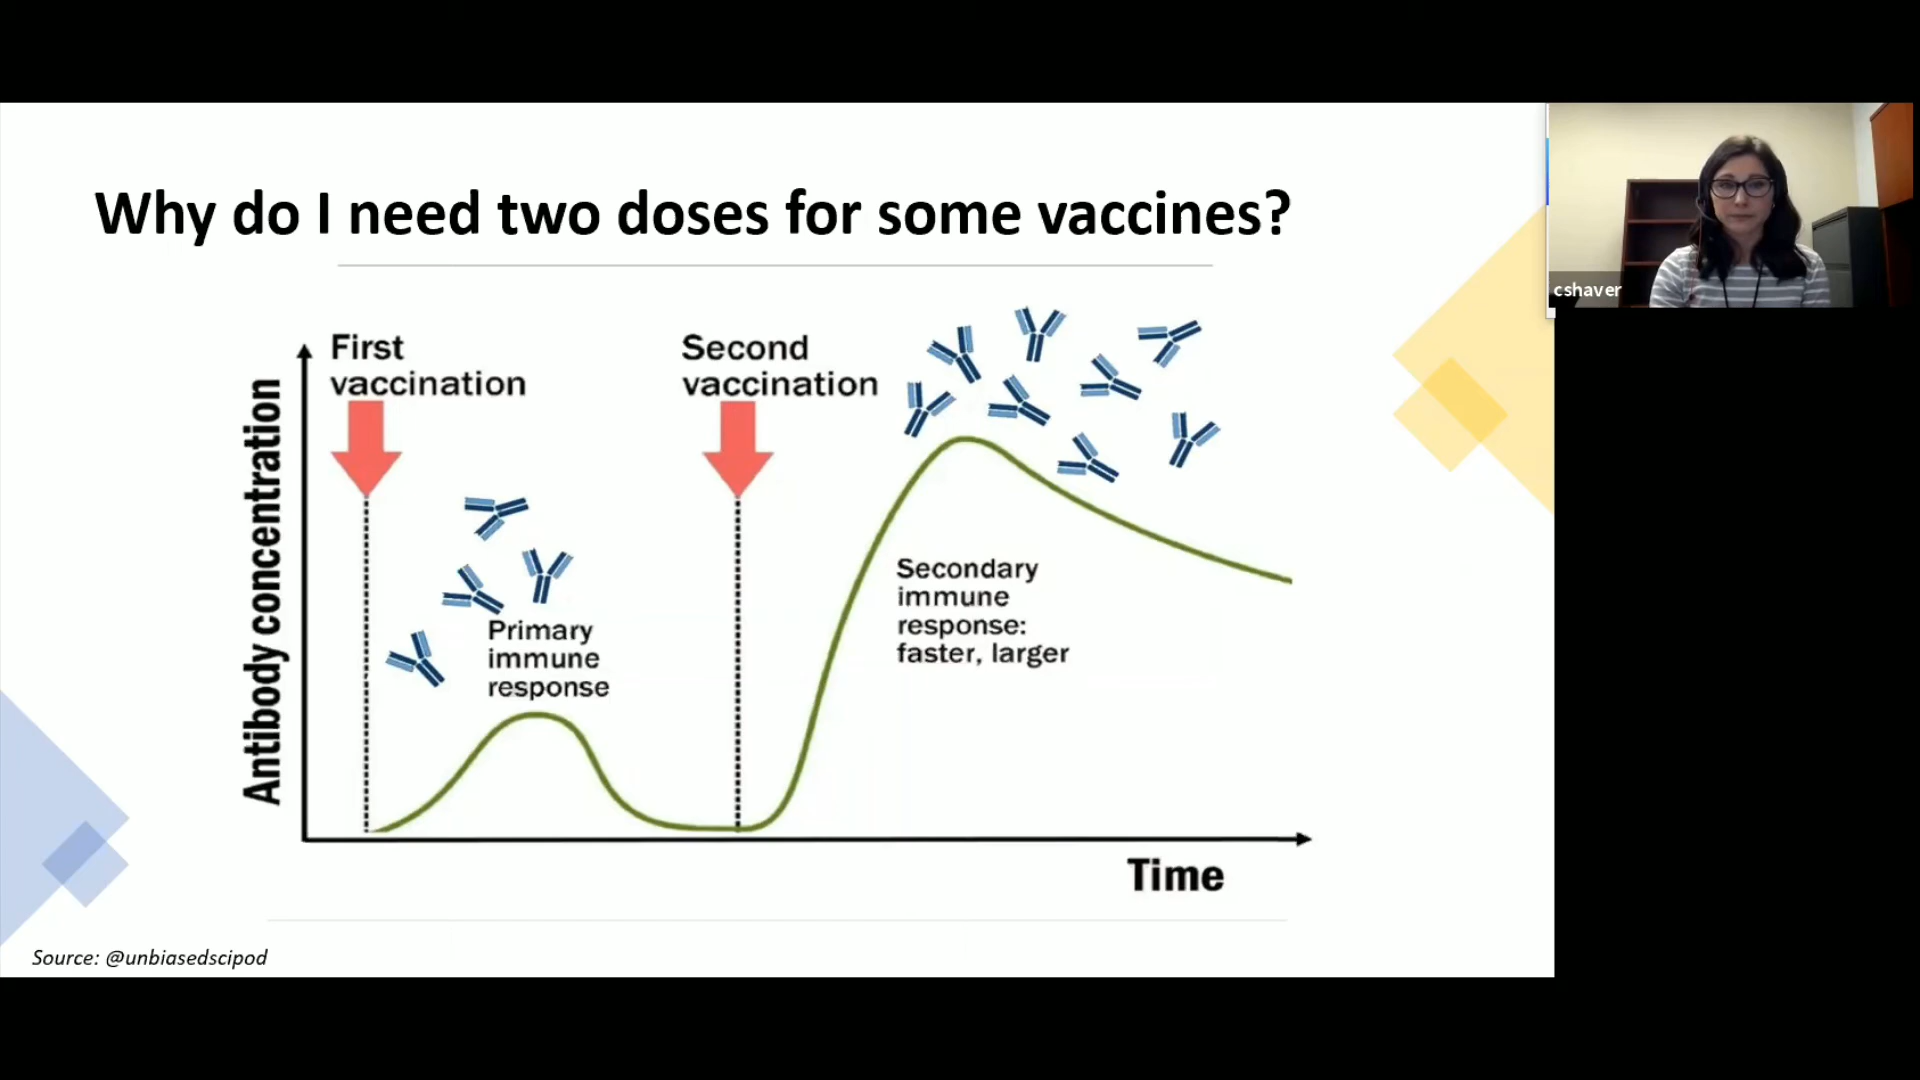 Why do I need two doses for some vaccines?
First
vaccination
Second
vaccination
Antibody concentration
Primary
immune
response
Secondary
immune
response:
faster, larger
Time
Source: @unbiasedscipod
cshaver